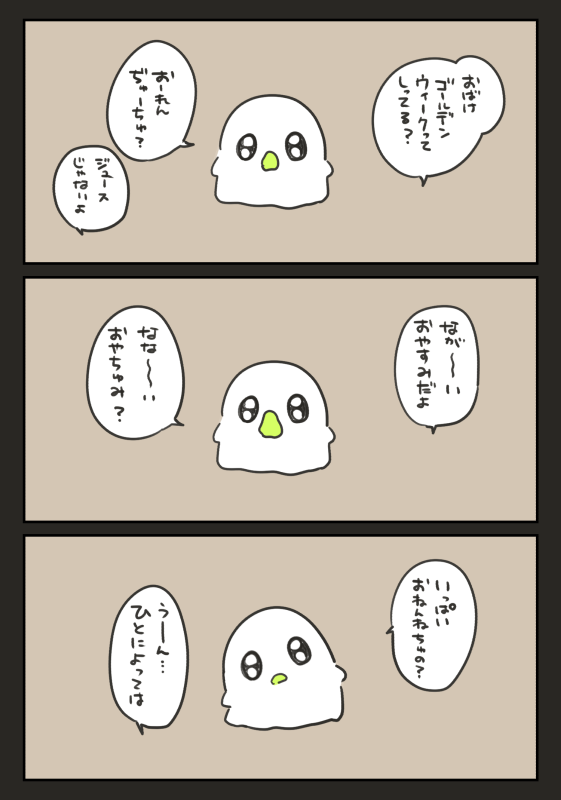 おばけ
ゴールデン
ウィークって
しってる？
おーれん
ぢゅーちゅ？
ジュース
じゃないよ
なが〜〜い
おやすみだよ
なな〜〜い
おやちゅみ？
いっぱい
おねんねちゅの？
うーん…
ひとによっては